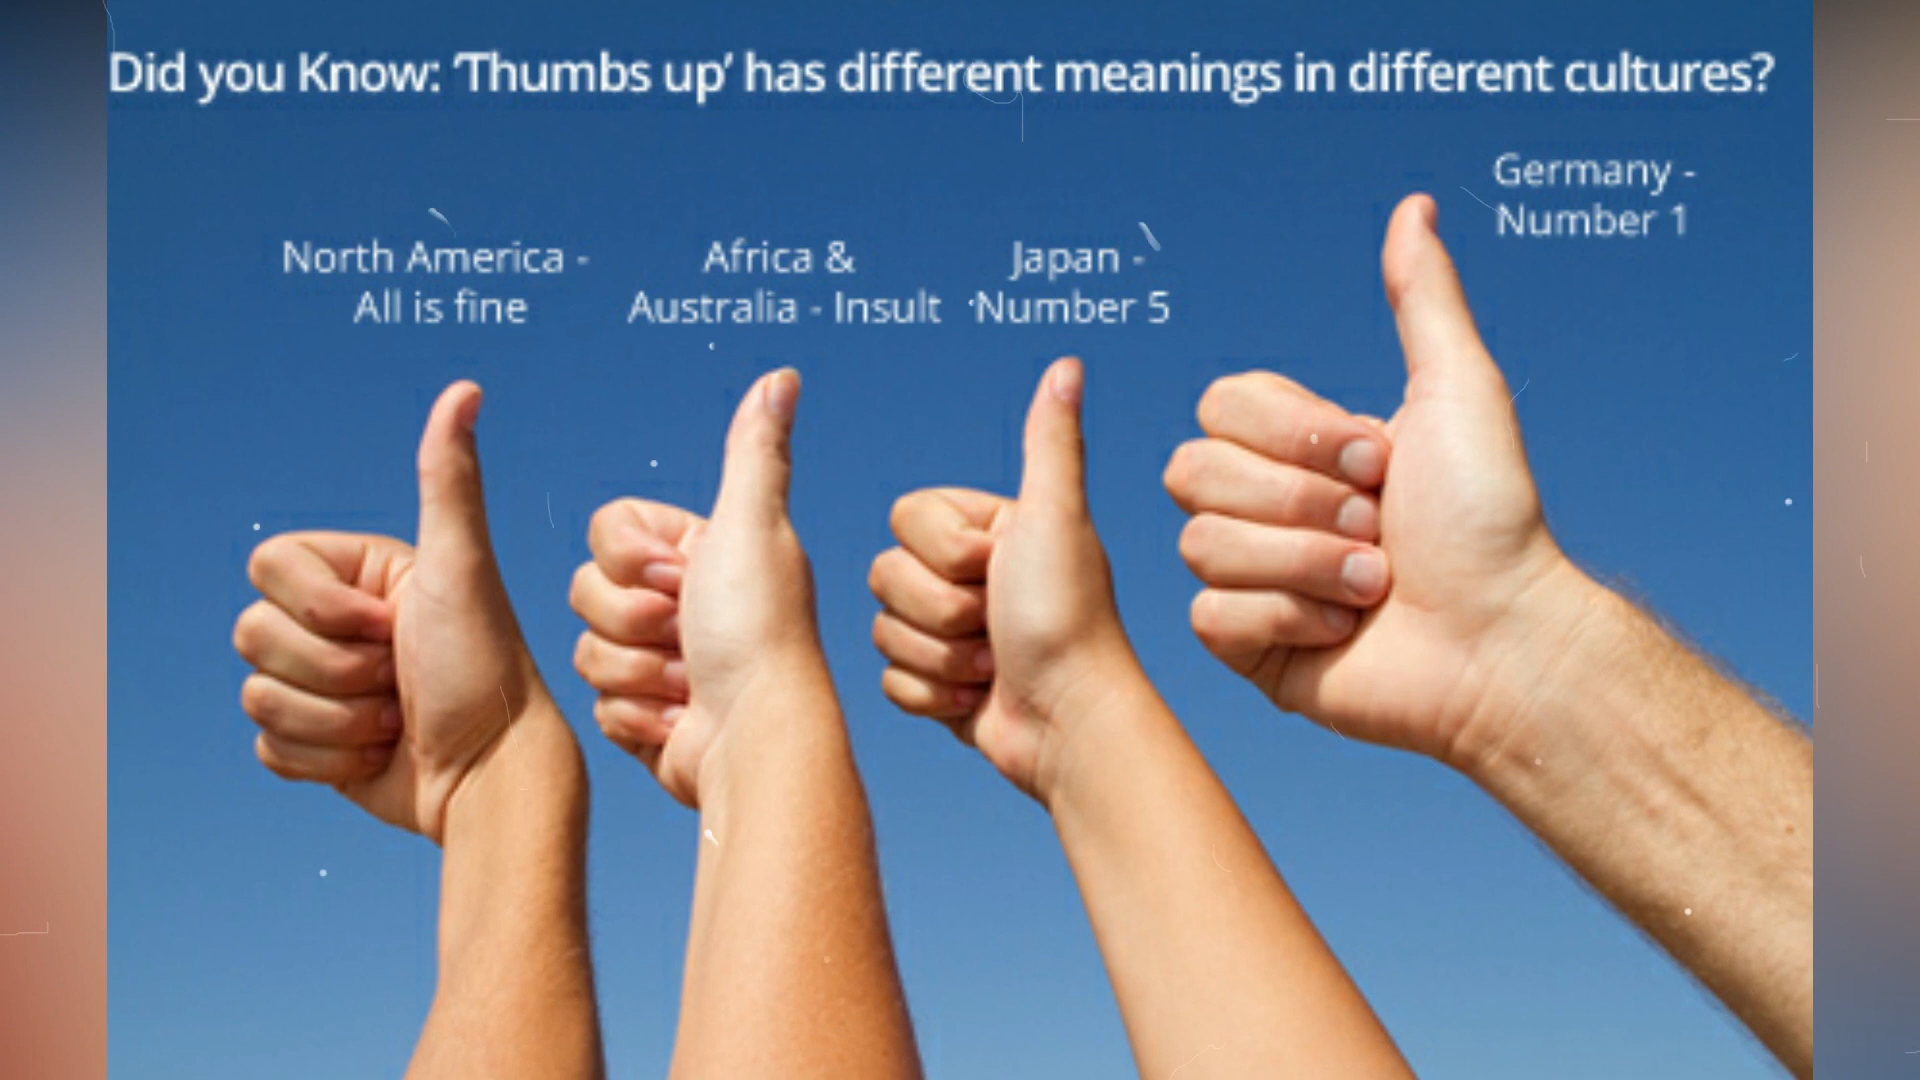 Did you Know: ‘Thumbs up’ has different meanings in different cultures?
North America -
All is fine
Africa &
Australia - Insult
Japan -
Number 5
Germany -
Number 1